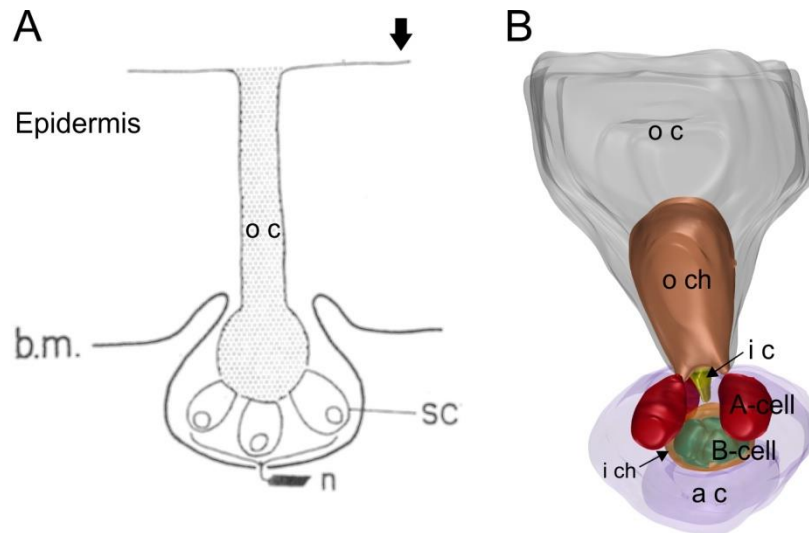 A
B
Epidermis
o c
b.m.
sc
n
o c
o ch
i c
A-cell
B-cell
i ch
a c